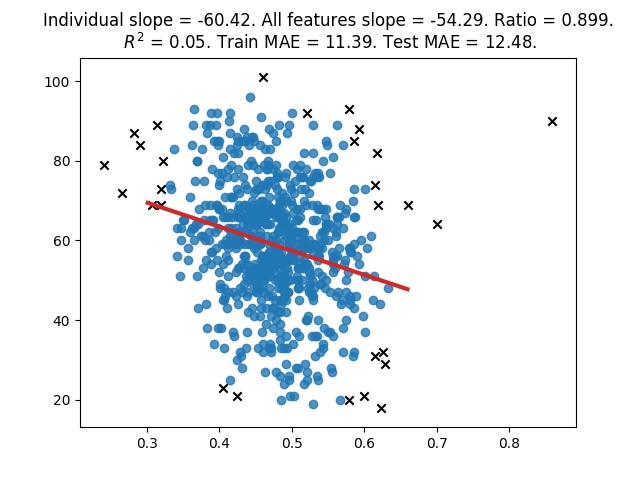 Individual slope = -60.42. All features slope = -54.29. Ratio = 0.899.
R² = 0.05. Train MAE = 11.39. Test MAE = 12.48.
100
80
60
40
20
0.3 0.4 0.5 0.6 0.7 0.8